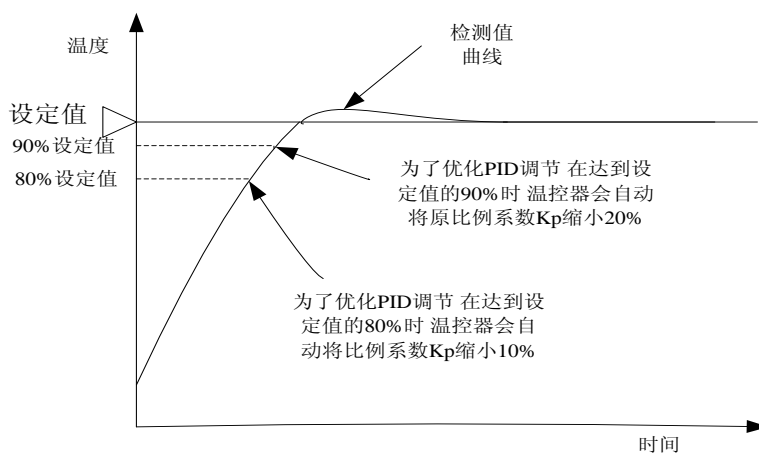 温度
检测值
曲线
设定值
90%设定值
80%设定值
为了优化PID调节 在达到设
定值的90%时 温控器会自动
将原比例系数Kp缩小20%
为了优化PID调节 在达到设
定值的80%时 温控器会自
动将比例系数Kp缩小10%
时间